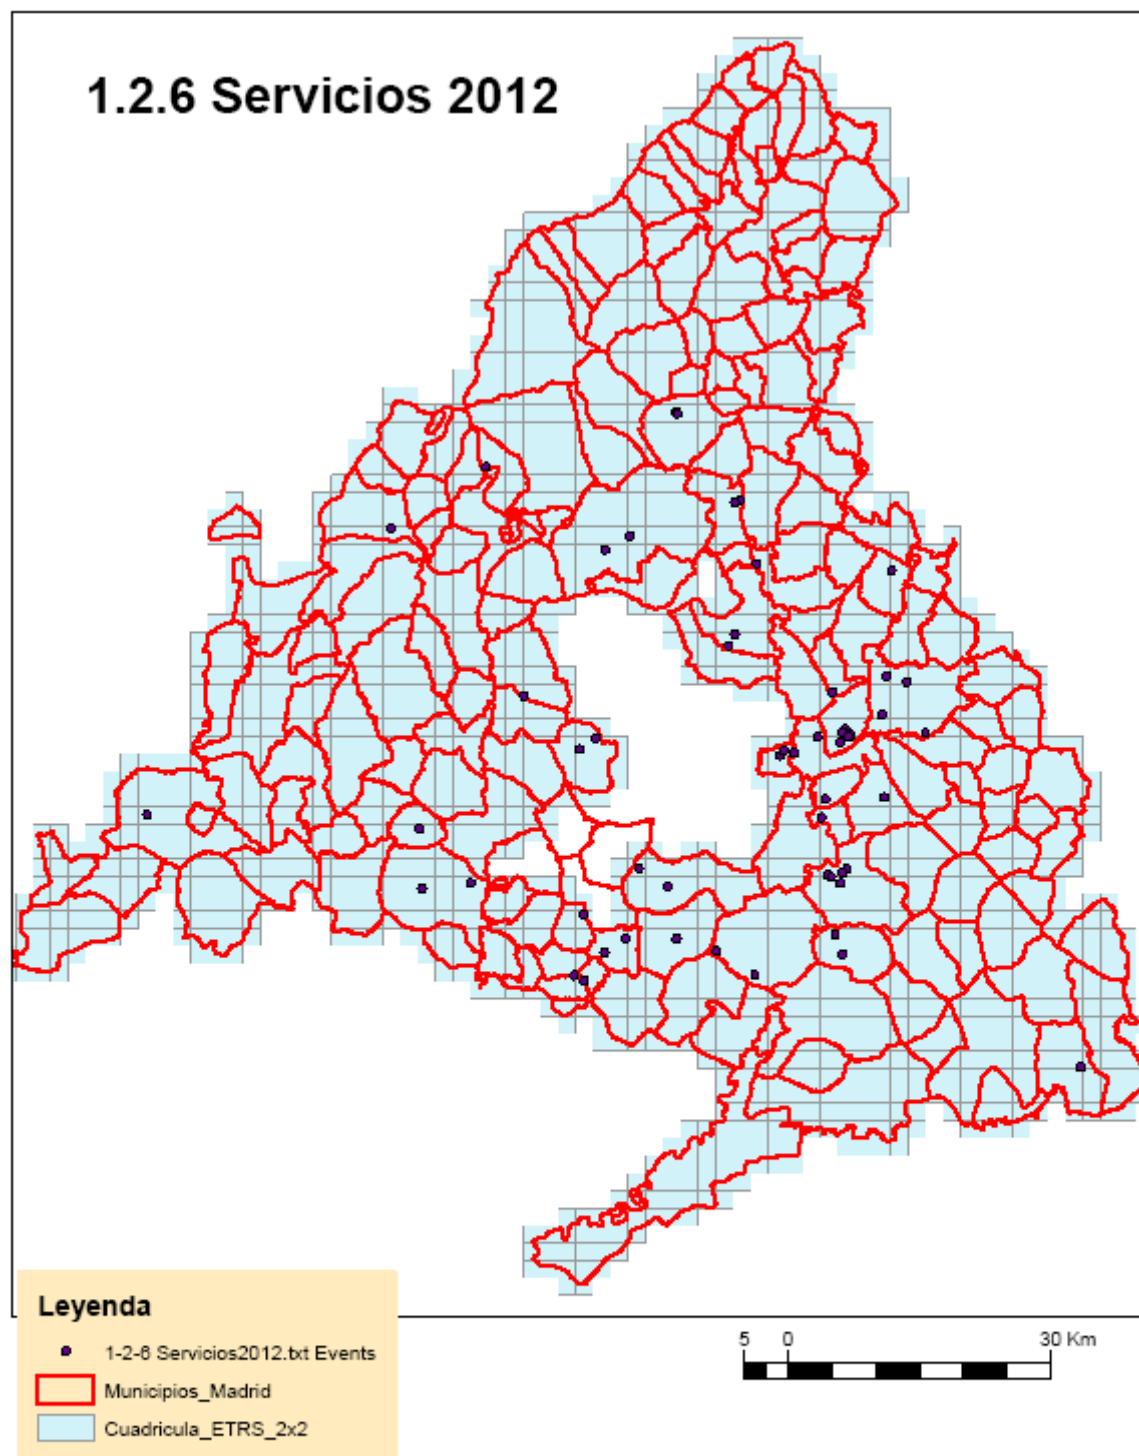 1.2.6 Servicios 2012
Leyenda
1-2-6 Servicios2012.txt Events
Municipios_Madrid
Cuadricula_ETRS_2x2
5 0 30 Km